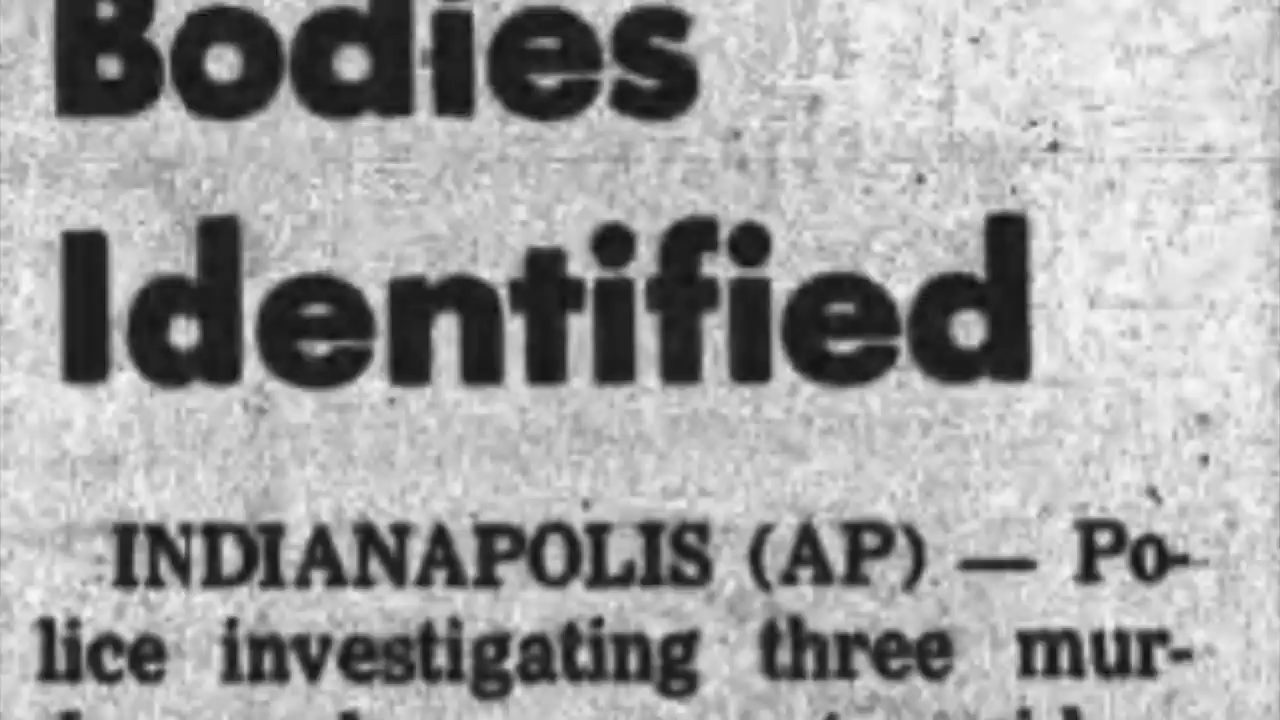 Bodies
Identified
INDIANAPOLIS (AP) — Po-
lice investigating three mur-